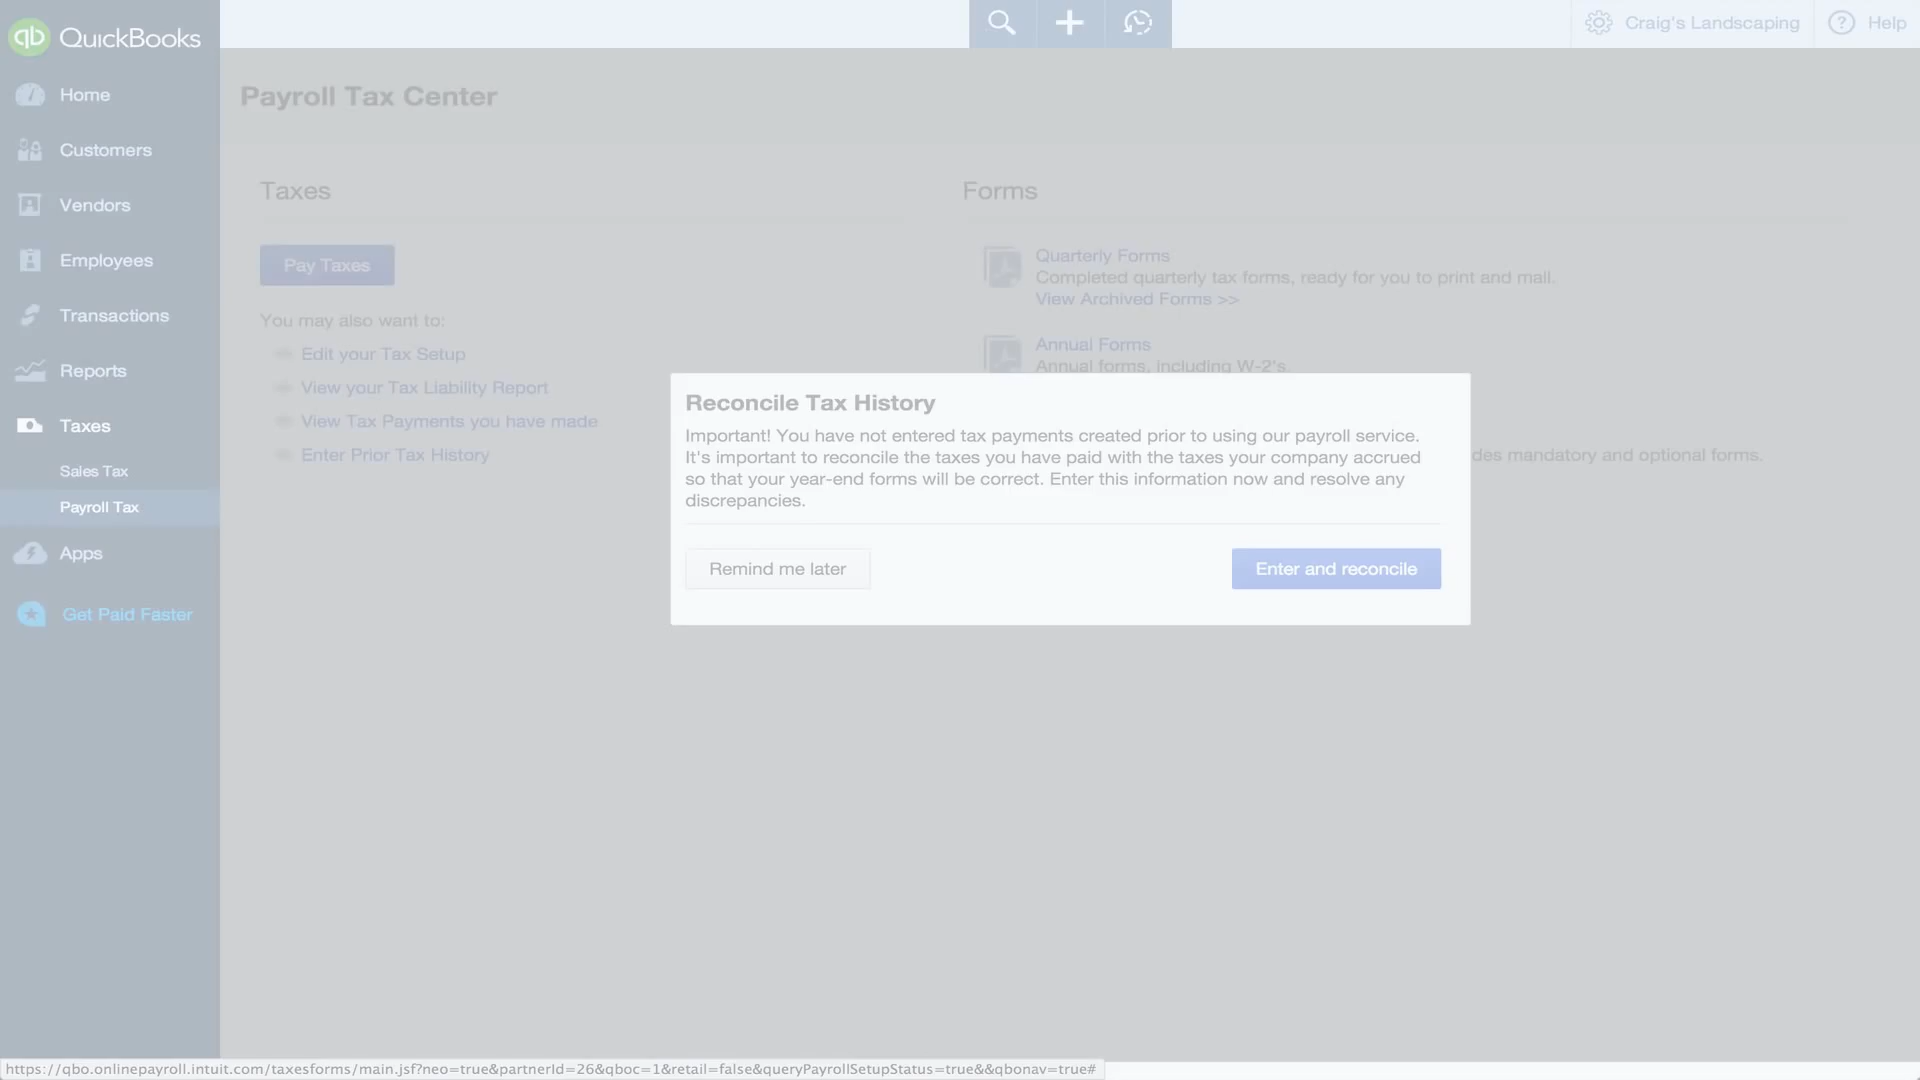 QuickBooks
Craig's Landscaping
Help
Home
Customers
Vendors
Employees
Transactions
Reports
Taxes
Sales Tax
Payroll Tax
Apps
Get Paid Faster
Payroll Tax Center
Taxes
Pay Taxes
You may also want to:
Edit your Tax Setup
View your Tax Liability Report
View Tax Payments you have made
Enter Prior Tax History
Forms
Quarterly Forms
Completed quarterly tax forms, ready for you to print and mail.
View Archived Forms >>
Annual Forms
Annual forms, including W-2's.
mandatory and optional forms.
Reconcile Tax History
Important! You have not entered tax payments created prior to using our payroll service.
It's important to reconcile the taxes you have paid with the taxes your company accrued
so that your year-end forms will be correct. Enter this information now and resolve any
discrepancies.
Remind me later
Enter and reconcile
https://qbo.onlinepayroll.intuit.com/taxesforms/main.jsf?neo=true&partnerId=26&qboc=1&retail=false&queryPayrollSetupStatus=true&&qbonav=true#